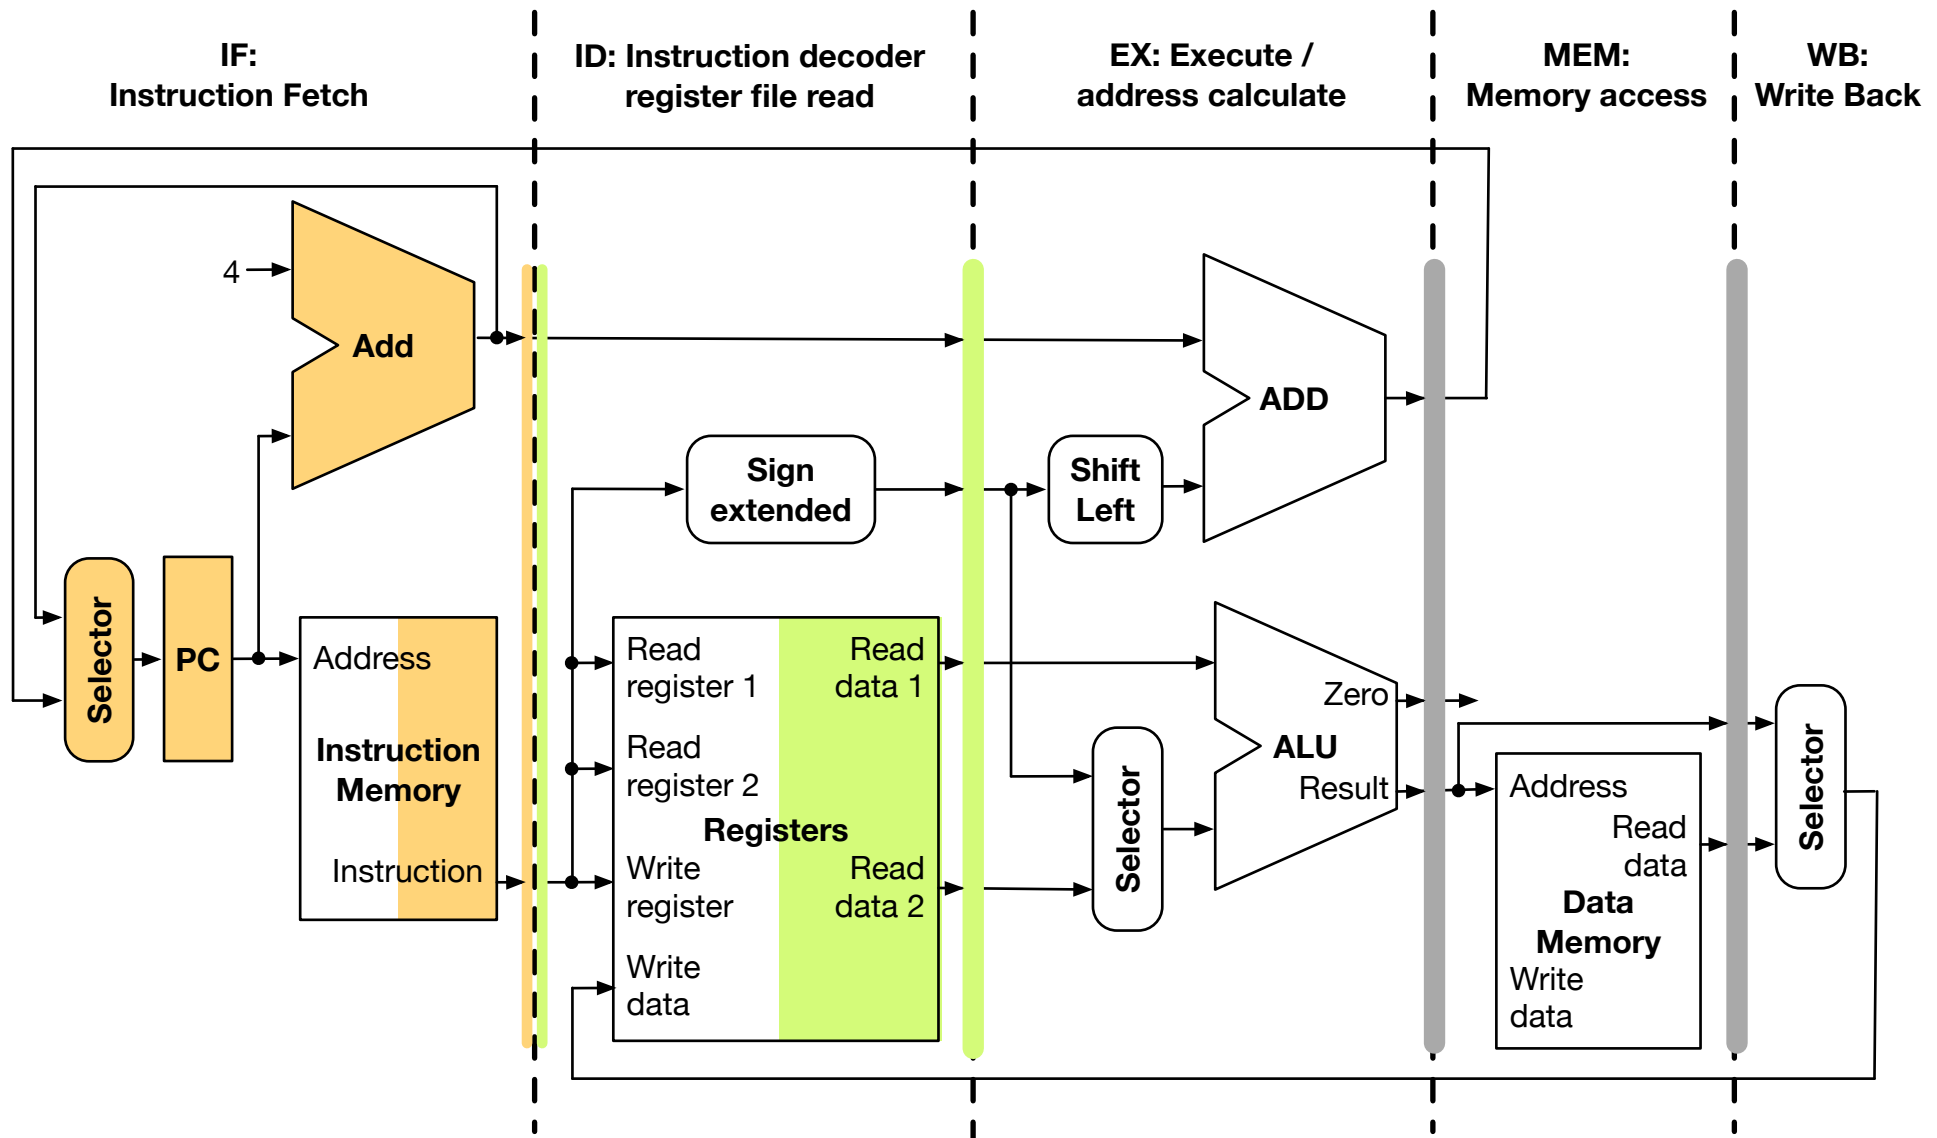 IF:
Instruction Fetch
ID: Instruction decoder
register file read
EX: Execute /
address calculate
MEM:
Memory access
WB:
Write Back
4
Add
ADD
Sign
extended
Shift
Left
Selector
PC
Address
Instruction
Memory
Instruction
Read
register 1
Read
data 1
Read
register 2
Registers
Write
register
Read
data 2
Write
data
Selector
Zero
ALU
Result
Address
Read
data
Data
Memory
Write
data
Selector